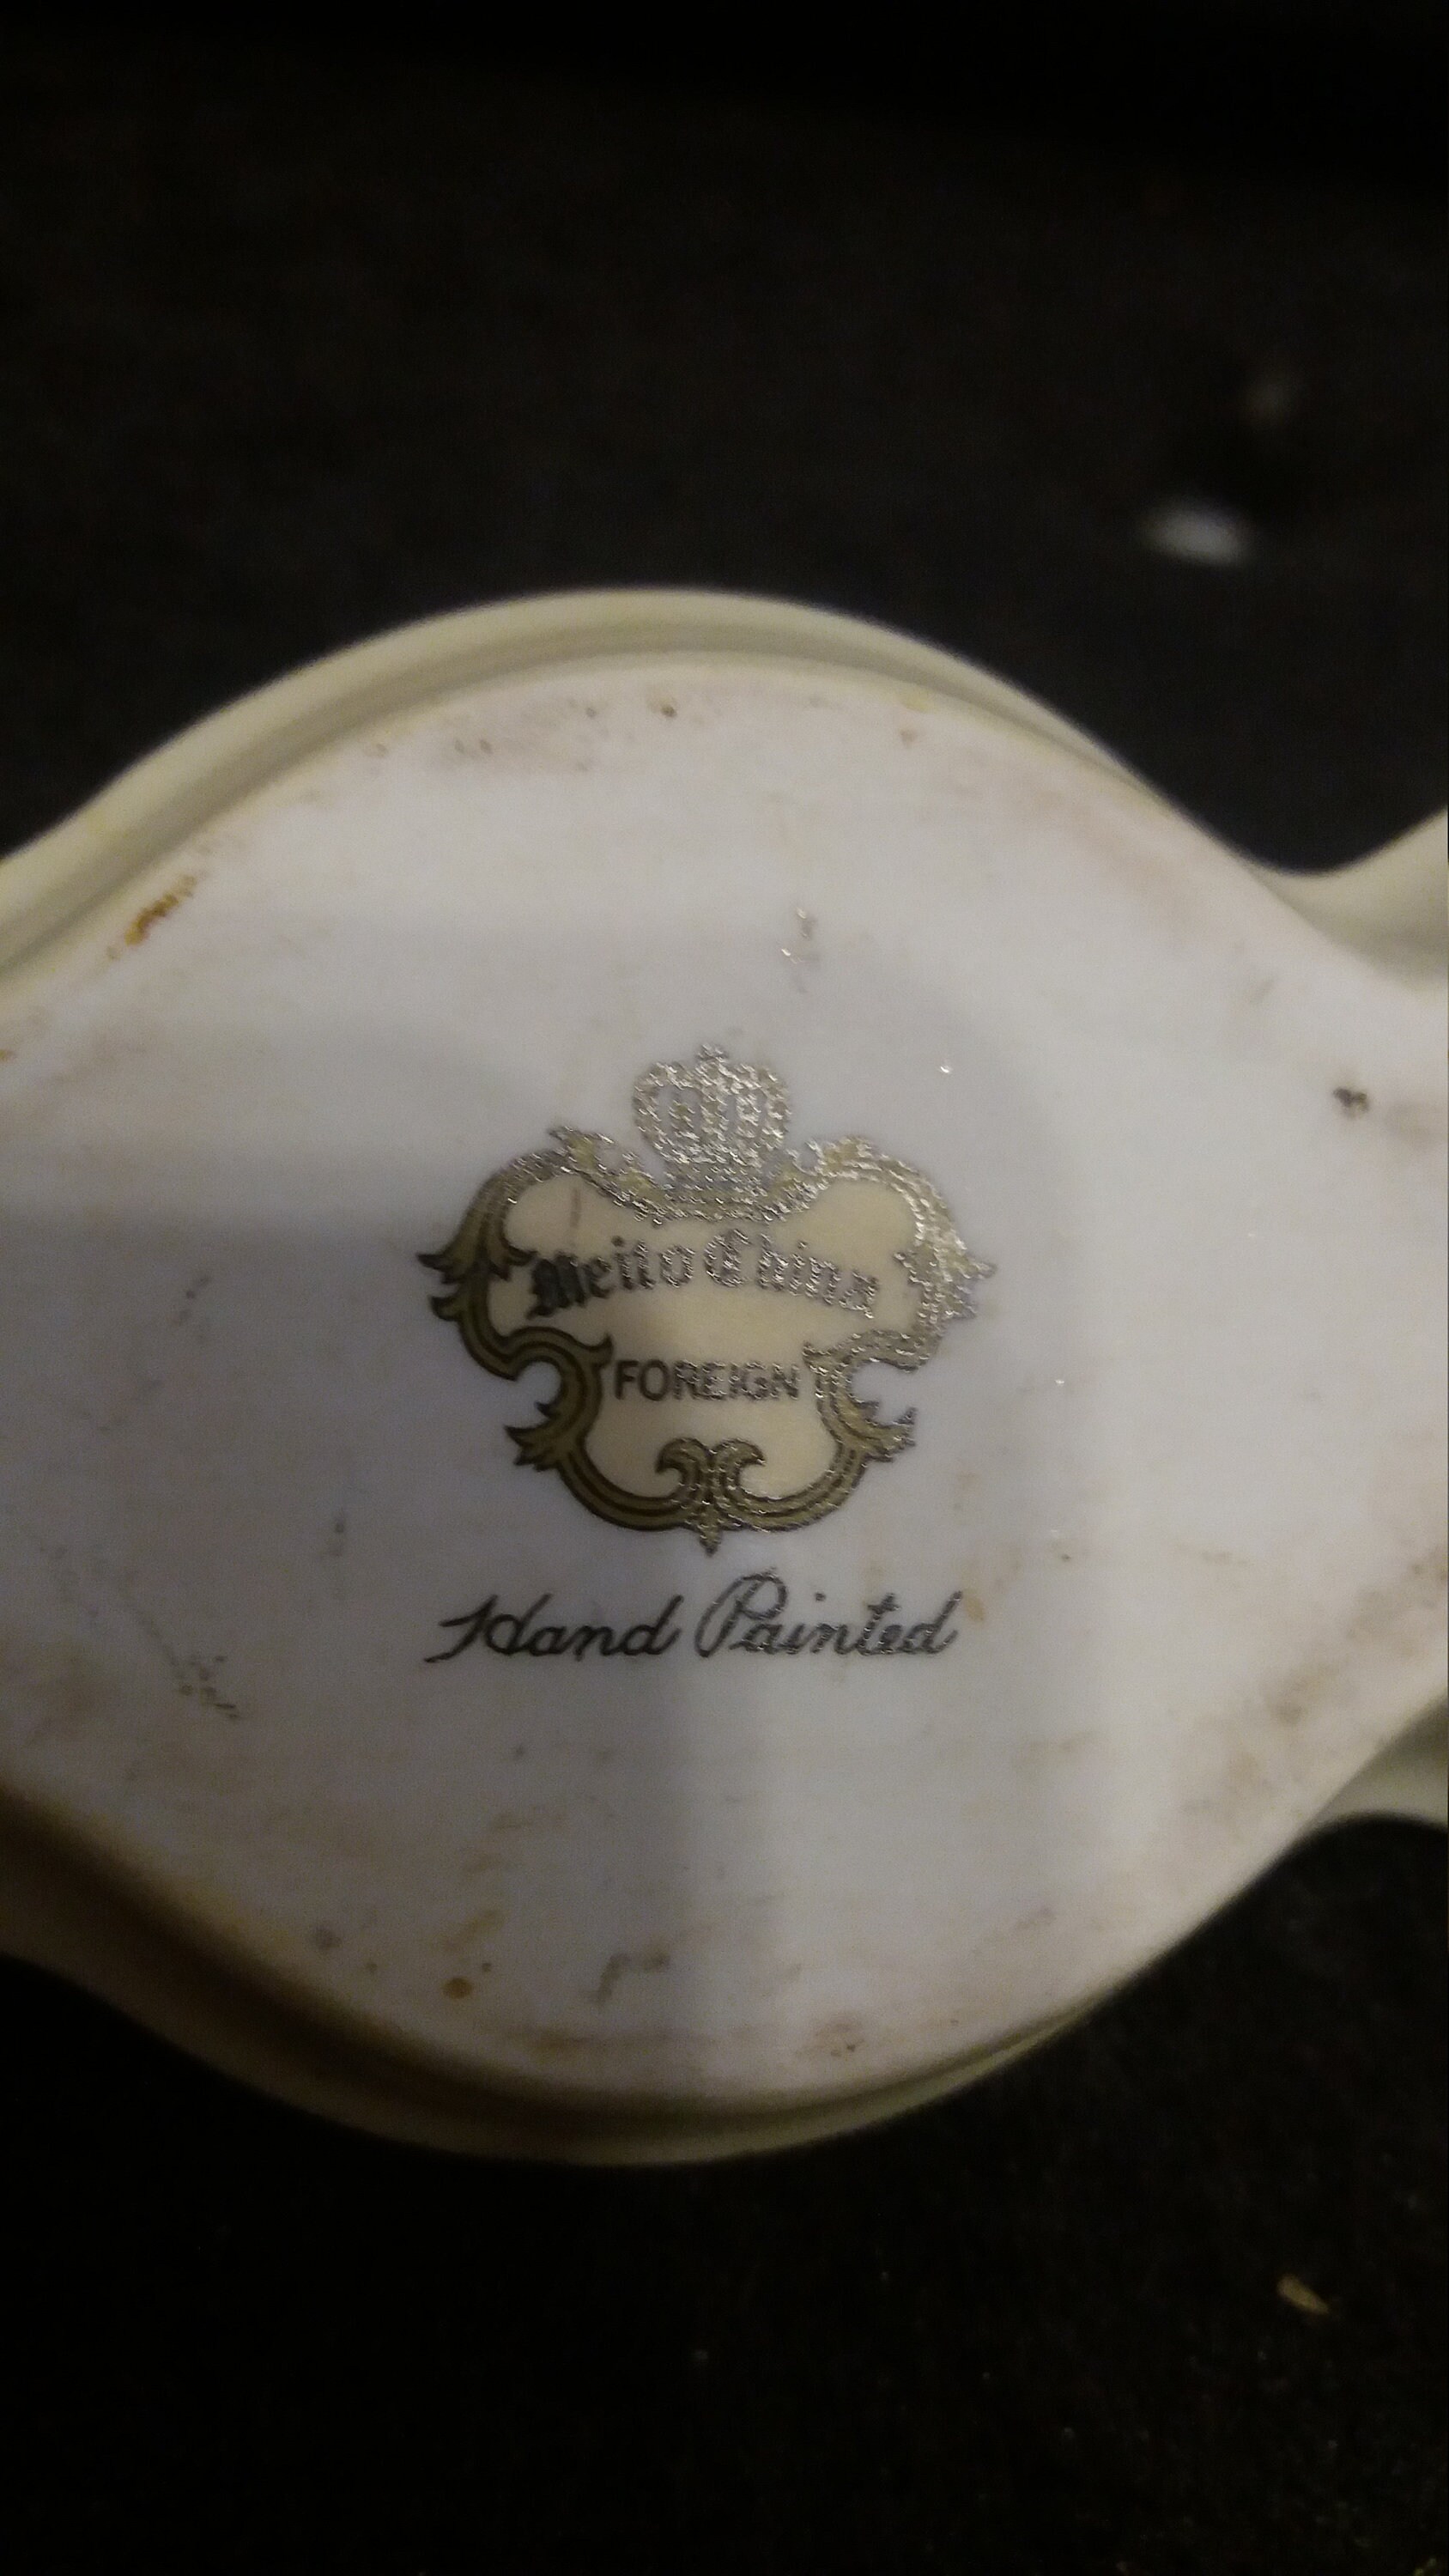 Meito China
FOREIGN
Hand Painted